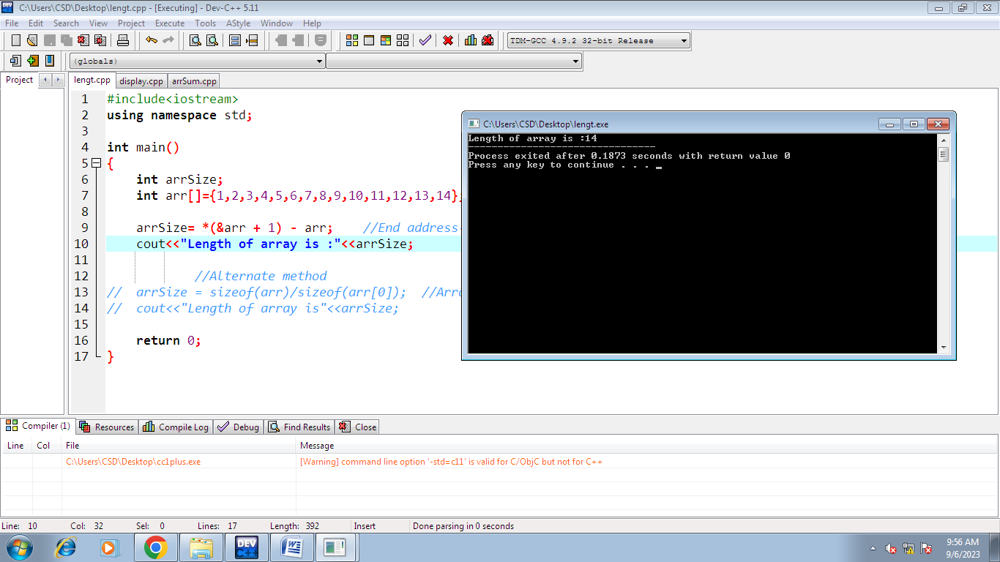 C:\Users\CSD\Desktop\lengt.cpp - [Executing] - Dev-C++ 5.11
File Edit Search View Project Execute Tools AStyle Window Help
TDM-GCC 4.9.2 32-bit Release
(globals)
Project
lengt.cpp display.cpp arrSum.cpp
1 #include<iostream>
2 using namespace std;
3
4 int main()
5 {
6 int arrSize;
7 int arr[]={1,2,3,4,5,6,7,8,9,10,11,12,13,14};
8
9 arrSize= *(&arr + 1) - arr; //End address-
10 cout<<"Length of array is :"<<arrSize;
11
12 //Alternate method
13 // arrSize = sizeof(arr)/sizeof(arr[0]); //Arr
14 // cout<<"Length of array is"<<arrSize;
15
16 return 0;
17 }
C:\Users\CSD\Desktop\lengt.exe
Length of array is :14
--------------------------------
Process exited after 0.1873 seconds with return value 0
Press any key to continue . . . _
Compiler (1) Resources Compile Log Debug Find Results Close
Line Col File Message
C:\Users\CSD\Desktop\cc1plus.exe [Warning] command line option '-std=c11' is valid for C/ObjC but not for C++
Line: 10 Col: 32 Sel: 0 Lines: 17 Length: 392 Insert Done parsing in 0 seconds
DEV C++
9:56 AM
9/6/2023